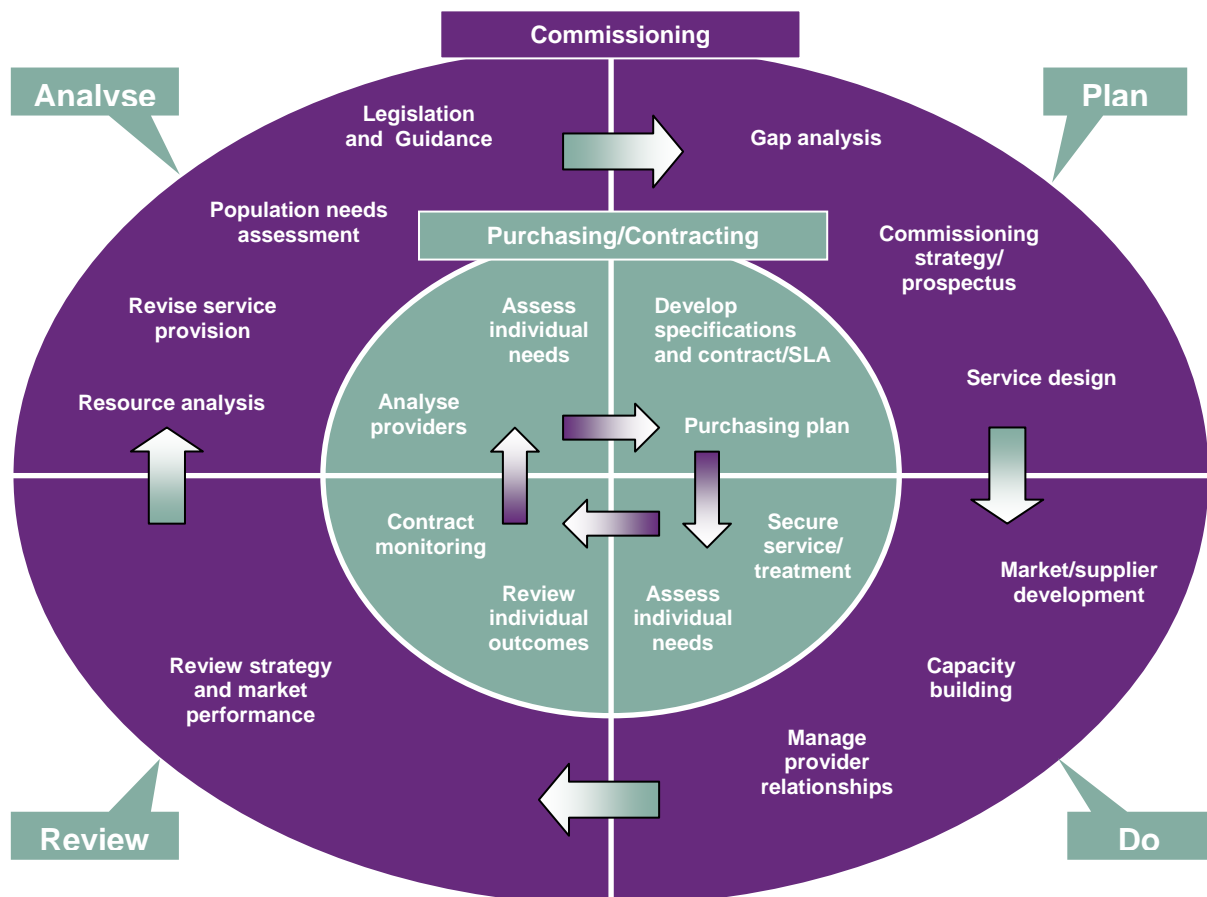 Commissioning
Analyse
Plan
Legislation
and Guidance
Gap analysis
Population needs
assessment
Purchasing/Contracting
Commissioning
strategy/
prospectus
Revise service
provision
Assess
individual
needs
Develop
specifications
and contract/SLA
Service design
Resource analysis
Analyse
providers
Purchasing plan
Contract
monitoring
Secure
service/
treatment
Market/supplier
development
Review
individual
outcomes
Assess
individual
needs
Review strategy
and market
performance
Capacity
building
Manage
provider
relationships
Review
Do